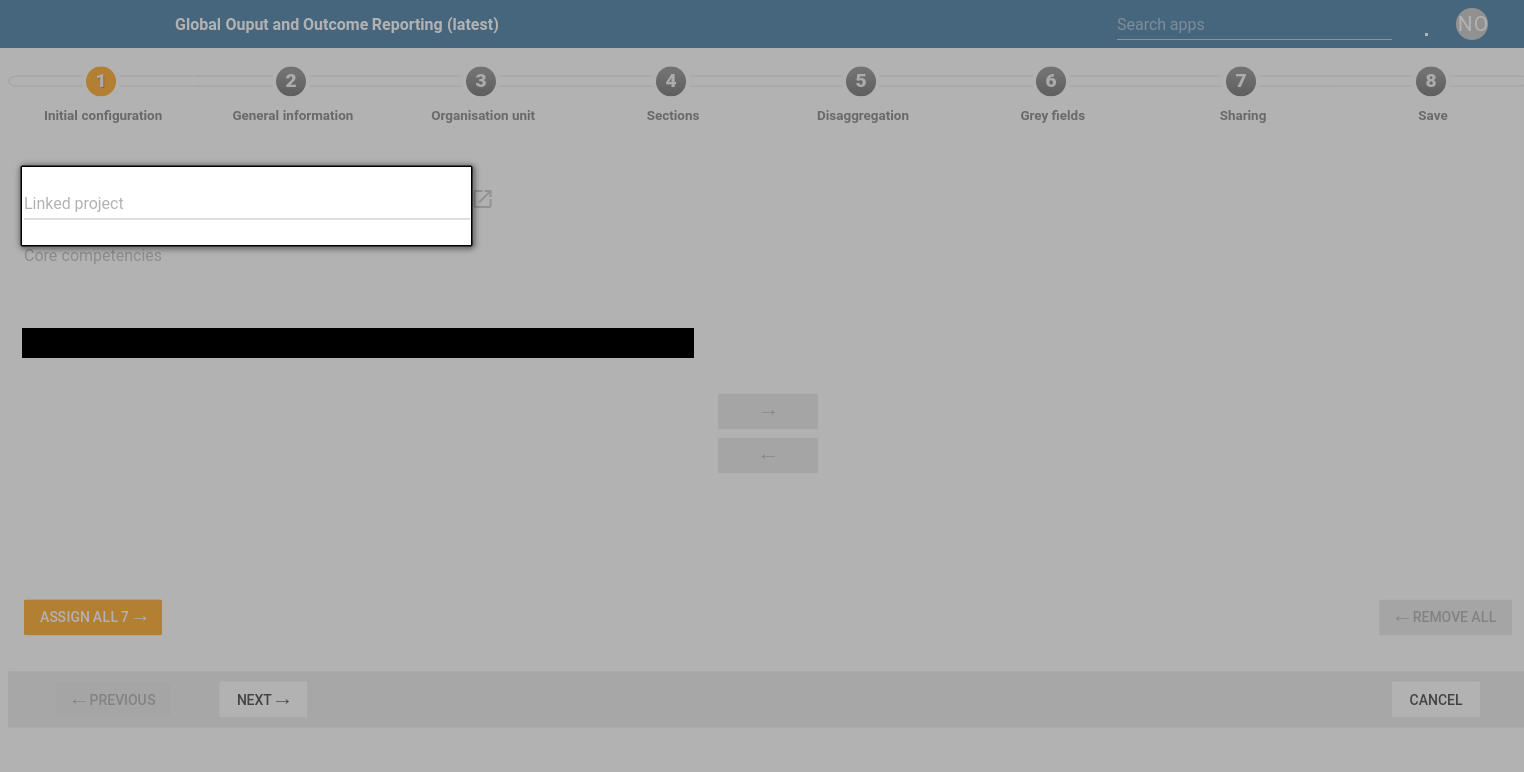 Global Ouput and Outcome Reporting (latest)
Search apps
NO
1 2 3 4 5 6 7 8
Initial configuration General information Organisation unit Sections Disaggregation Grey fields Sharing Save
Linked project
Core competencies
→
←
ASSIGN ALL 7 →
← REMOVE ALL
← PREVIOUS NEXT → CANCEL